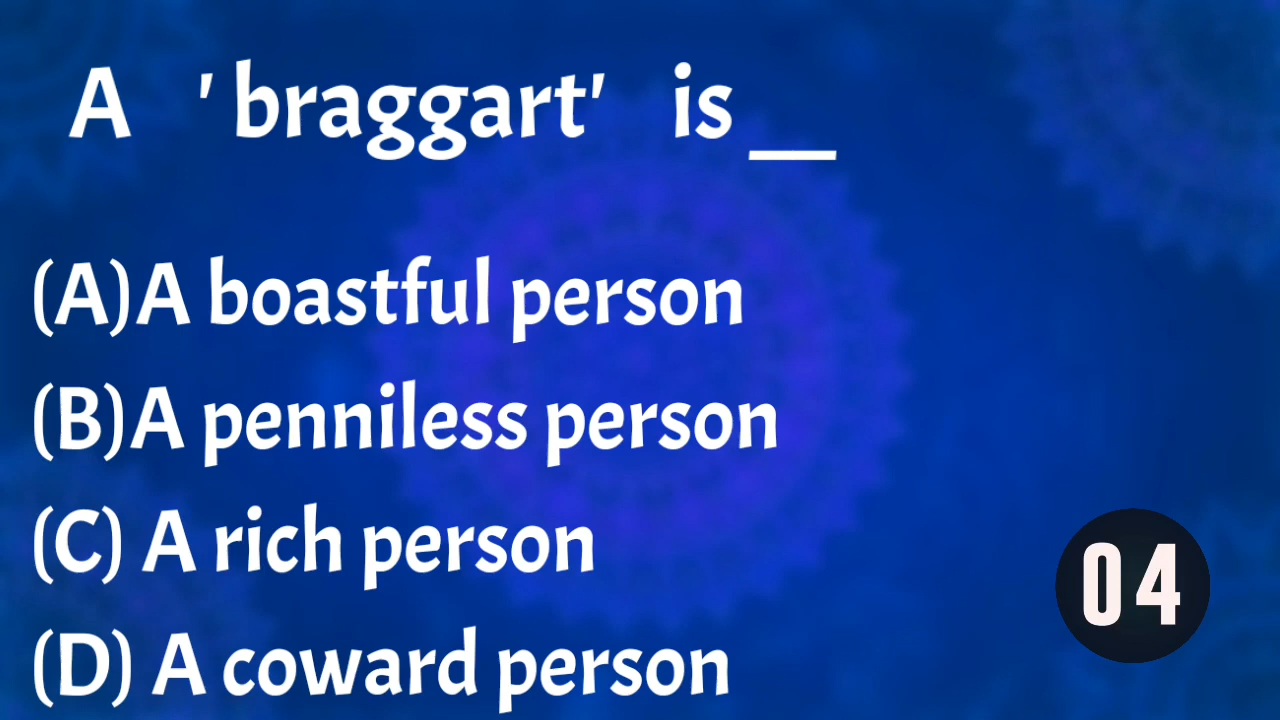 A ' braggart' is __
(A)A boastful person
(B)A penniless person
(C) A rich person
(D) A coward person
04